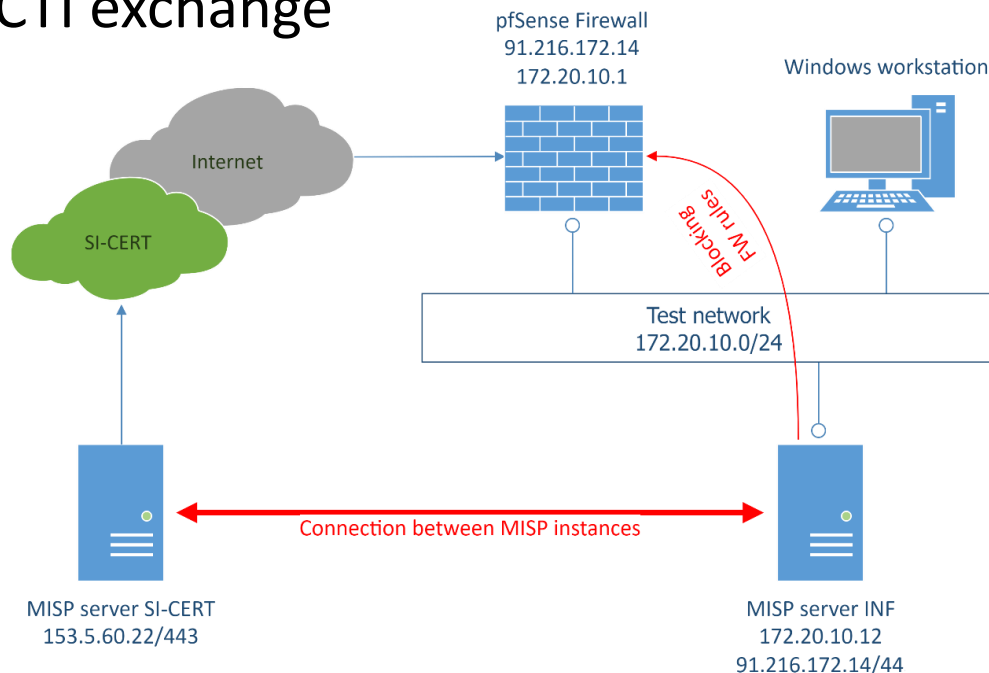 CTI exchange
pfSense Firewall
91.216.172.14
172.20.10.1
Windows workstation
Internet
SI-CERT
Blocking
FW rules
Test network
172.20.10.0/24
Connection between MISP instances
MISP server SI-CERT
153.5.60.22/443
MISP server INF
172.20.10.12
91.216.172.14/44